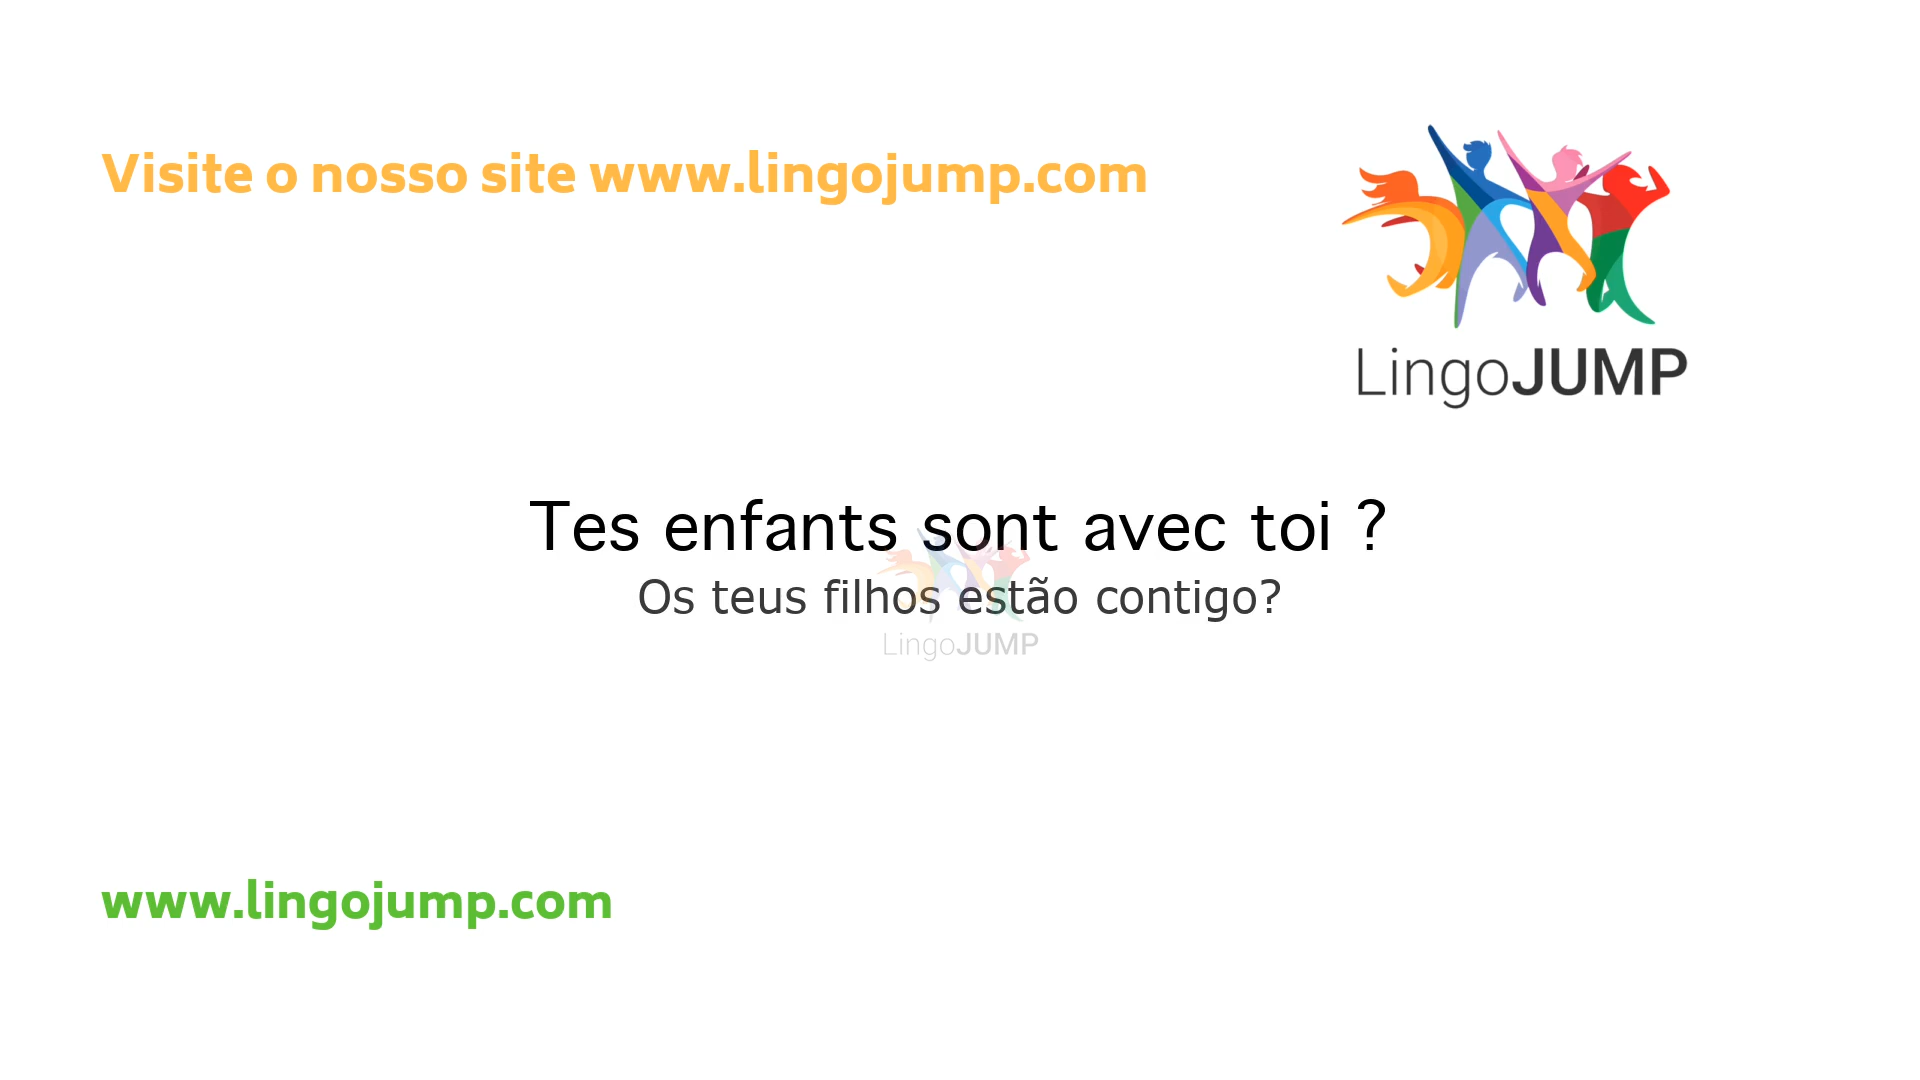 Visite o nosso site www.lingojump.com
LingoJUMP
Tes enfants sont avec toi ?
Os teus filhos estão contigo?
LingoJUMP
www.lingojump.com